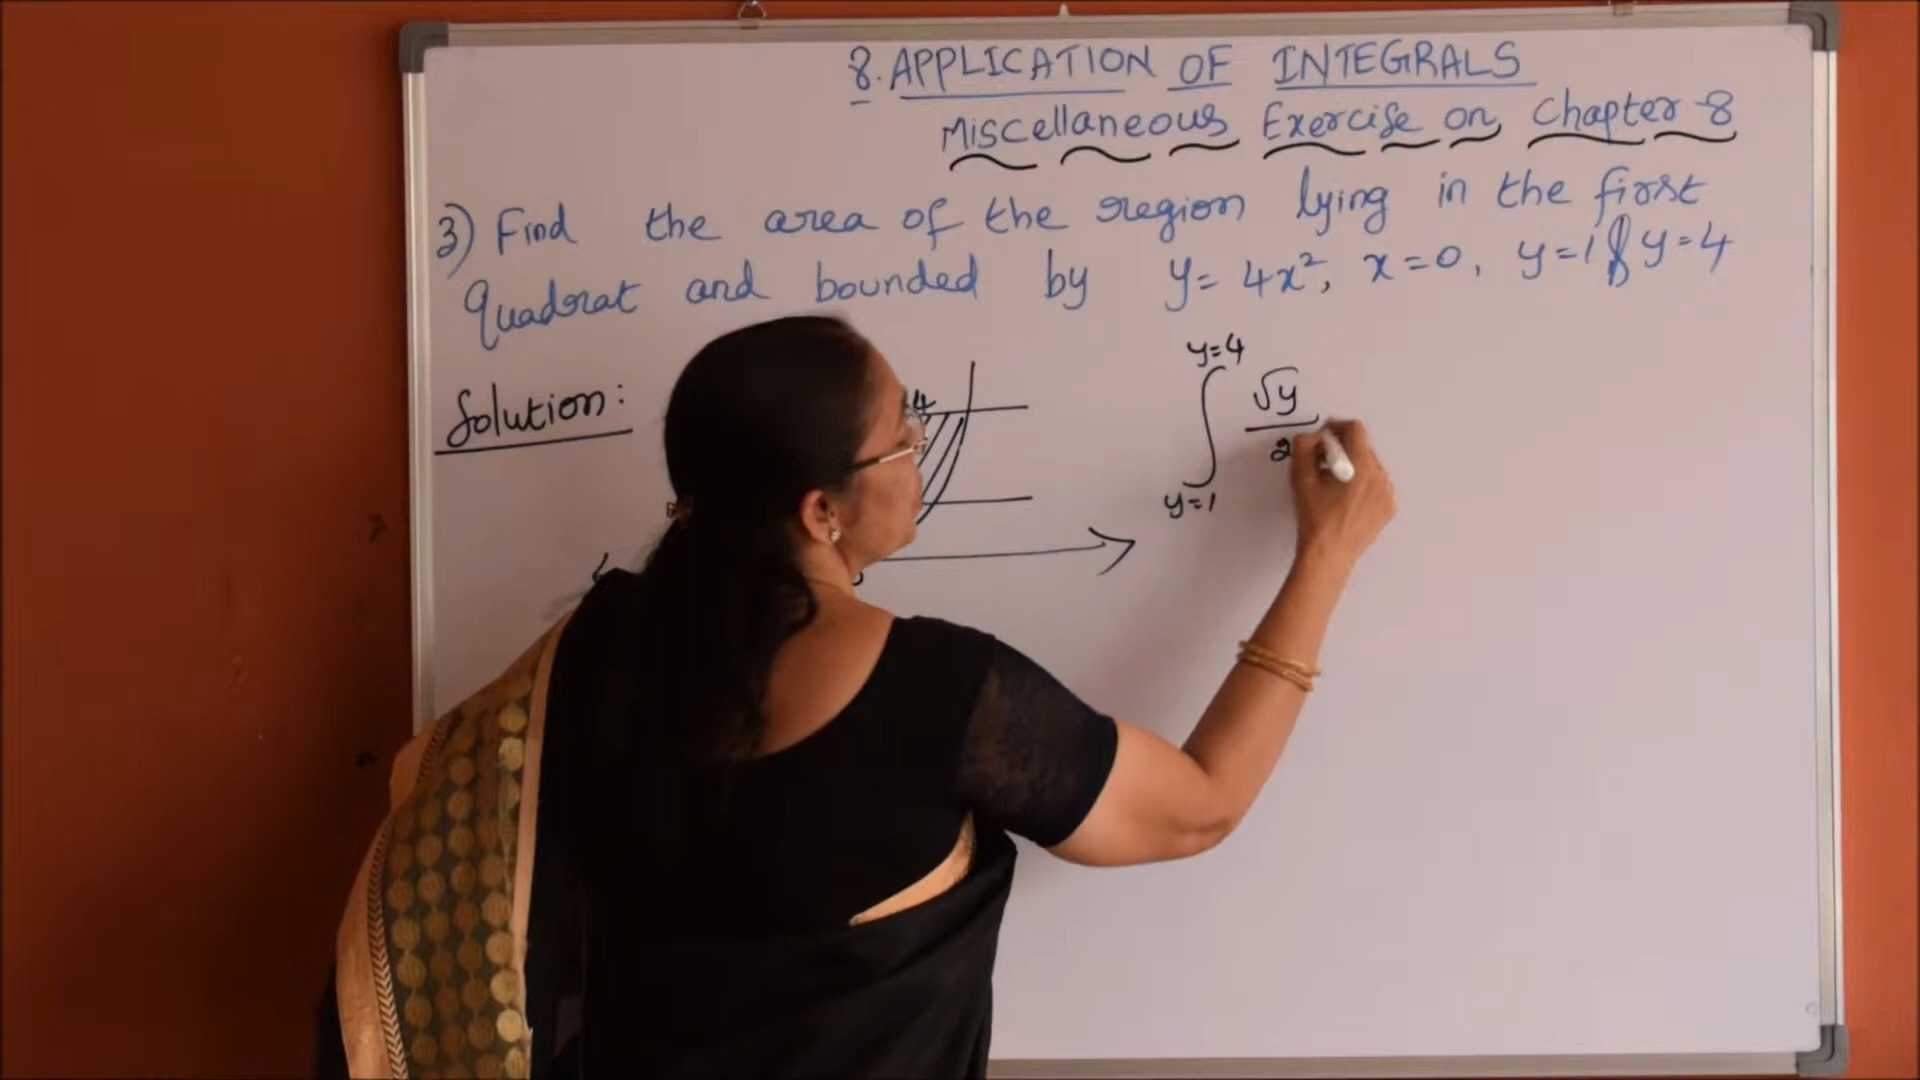 8. APPLICATION OF INTEGRALS
Miscellaneous Exercise on Chapter-8
3) Find the area of the region lying in the first
Quadrat and bounded by y = 4x², x=0, y=1 & y=4
Solution:
4
y=4
∫ √y / 2
y=1